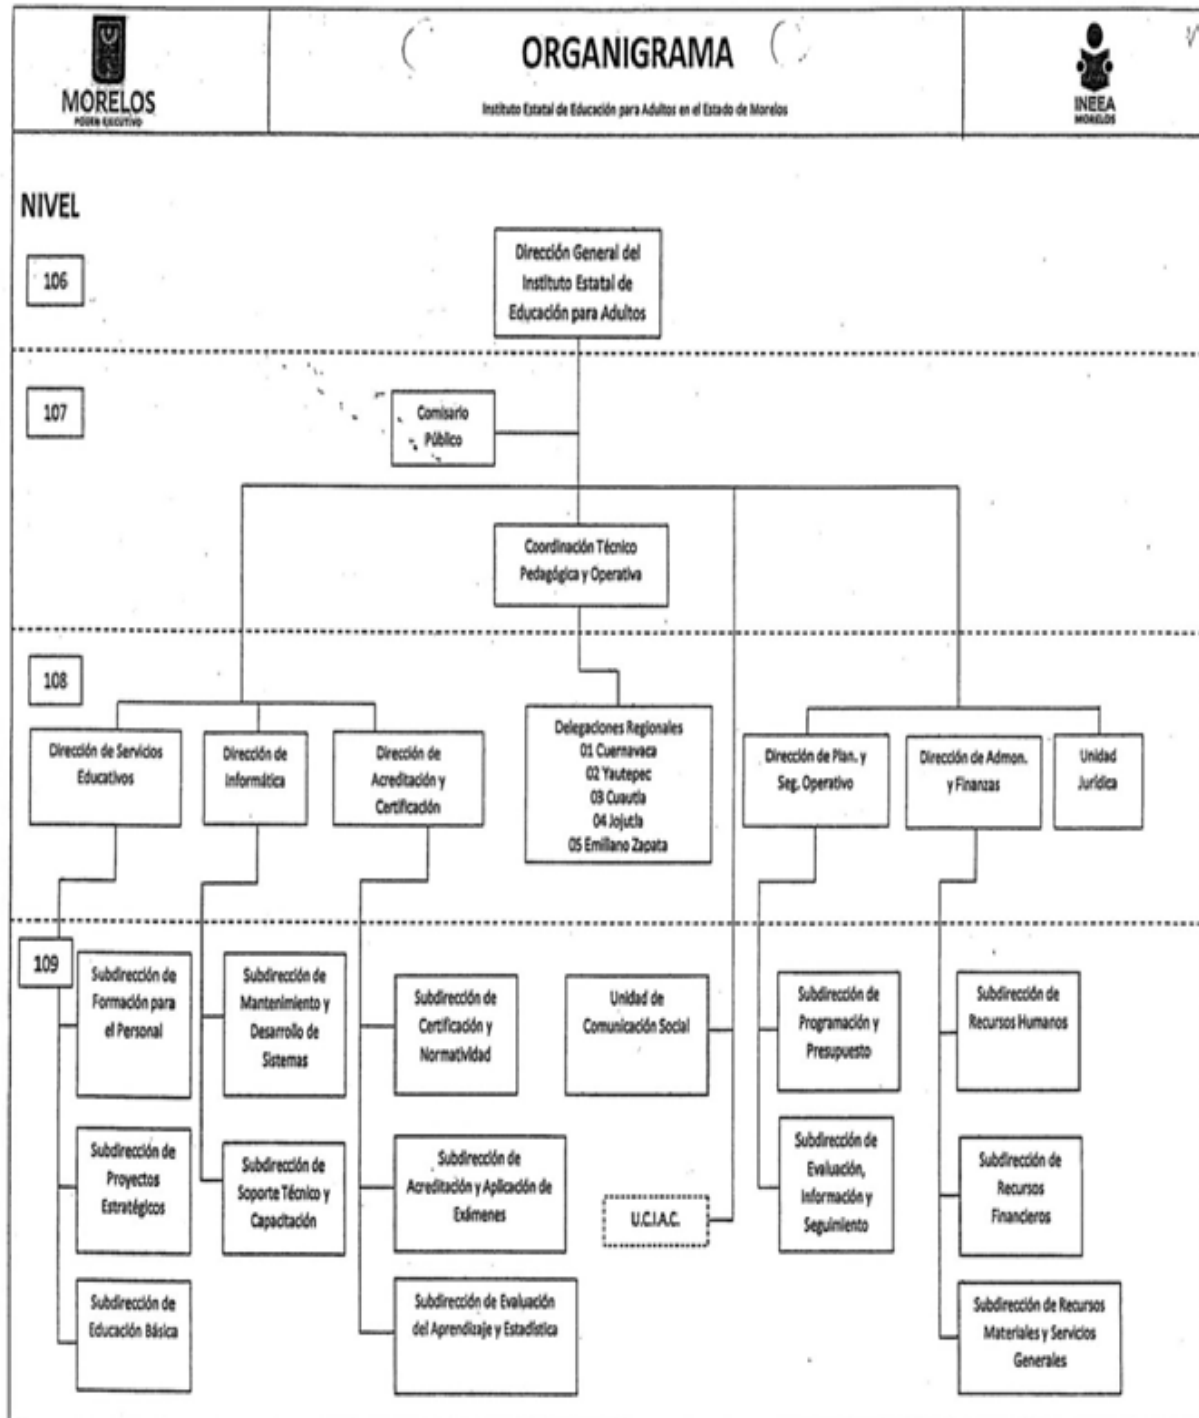 MORELOS
PODER EJECUTIVO
ORGANIGRAMA
Instituto Estatal de Educación para Adultos en el Estado de Morelos
INEEA
MORELOS
NIVEL
106
Dirección General del
Instituto Estatal de
Educación para Adultos
107
Comisario
Público
Coordinación Técnico
Pedagógica y Operativa
108
Dirección de Servicios
Educativos
Dirección de
Informática
Dirección de
Acreditación y
Certificación
Delegaciones Regionales
01 Cuernavaca
02 Yautepec
03 Cuautla
04 Jojutla
05 Emiliano Zapata
Dirección de Plan. y
Seg. Operativo
Dirección de Admon.
y Finanzas
Unidad
Jurídica
109
Subdirección de
Formación para
el Personal
Subdirección de
Mantenimiento y
Desarrollo de
Sistemas
Subdirección de
Certificación y
Normatividad
Unidad de
Comunicación Social
Subdirección de
Programación y
Presupuesto
Subdirección de
Recursos Humanos
Subdirección de
Proyectos
Estratégicos
Subdirección de
Soporte Técnico y
Capacitación
Subdirección de
Acreditación y Aplicación de
Exámenes
U.C.I.A.C.
Subdirección de
Evaluación,
Información y
Seguimiento
Subdirección de
Recursos
Financieros
Subdirección de
Educación Básica
Subdirección de Evaluación
del Aprendizaje y Estadística
Subdirección de Recursos
Materiales y Servicios
Generales